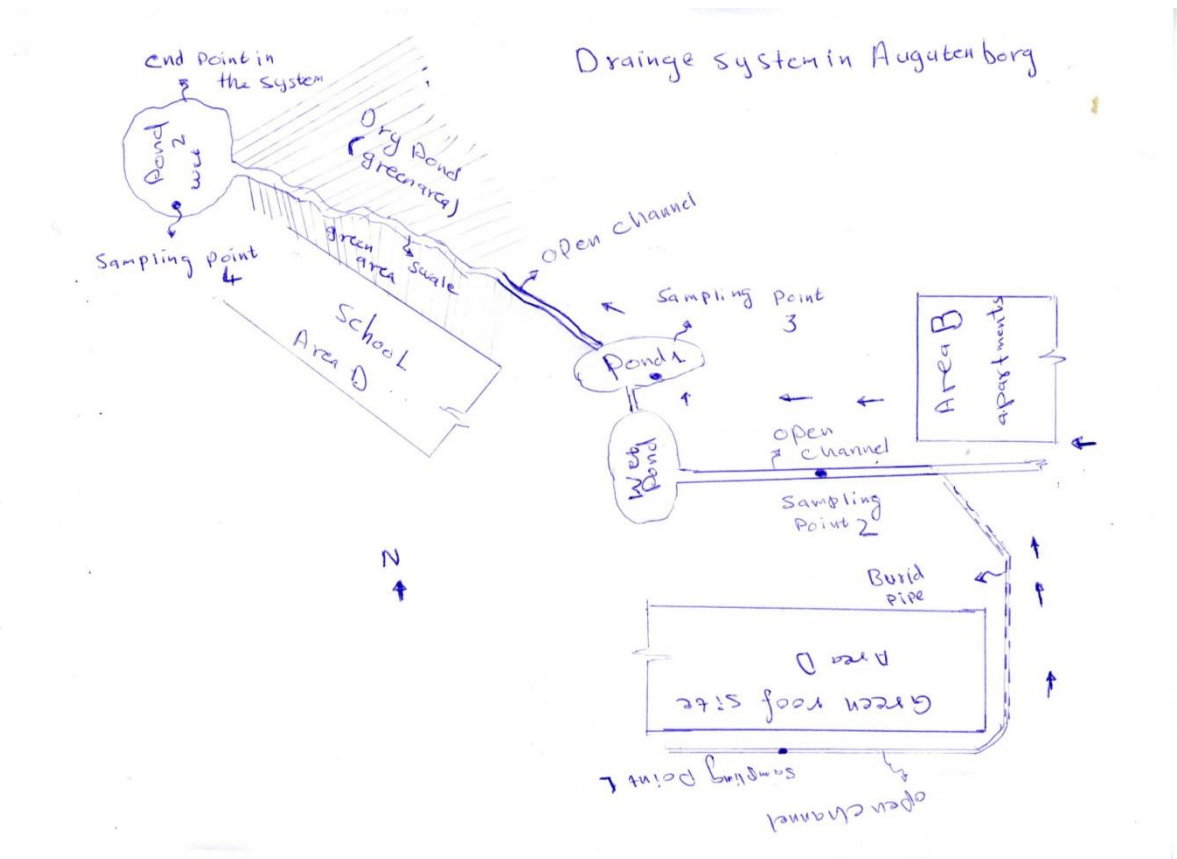 Drainge system in Augutenborg
End Point in
the System
Pond
2
wet
Sampling Point
4
Dry Pond
(green area)
green
area
swale
open channel
School
Area D
Sampling Point
3
Ponds
Area B
apartments
Wet
Pond
open
channel
Sampling
Point 2
N
Burid
Pipe
Area D
Green roof site
Sampling Point 1
open channel